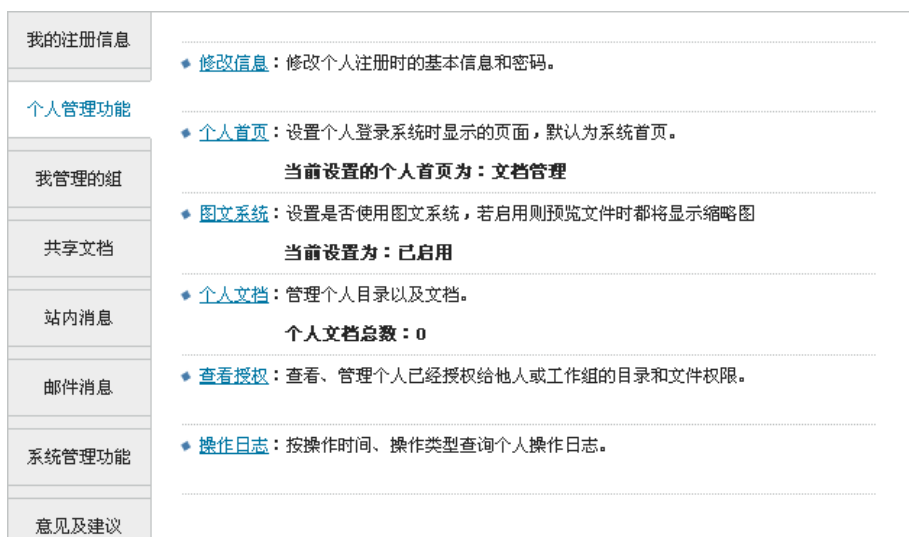 我的注册信息
修改信息：修改个人注册时的基本信息和密码。
个人管理功能
个人首页：设置个人登录系统时显示的页面，默认为系统首页。
当前设置的个人首页为：文档管理
我管理的组
图文系统：设置是否使用图文系统，若启用则预览文件时都将显示缩略图
共享文档
当前设置为：已启用
个人文档：管理个人目录以及文档。
站内消息
个人文档总数：0
查看授权：查看、管理个人已经授权给他人或工作组的目录和文件权限。
邮件消息
操作日志：按操作时间、操作类型查询个人操作日志。
系统管理功能
意见及建议